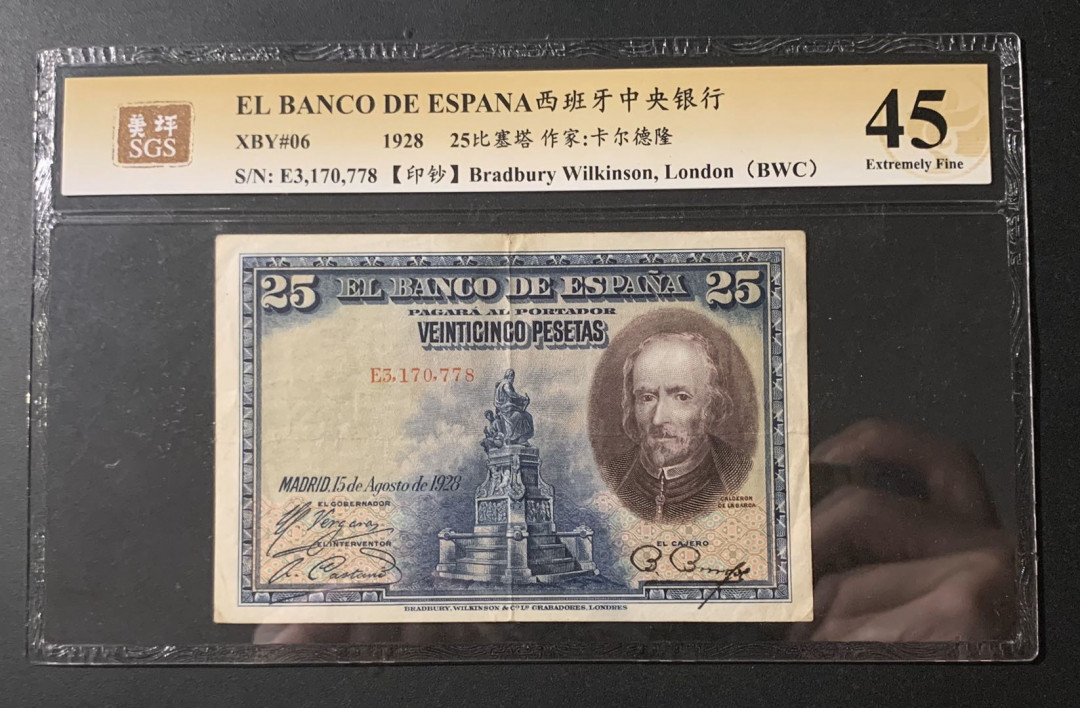 美评
SGS
EL BANCO DE ESPANA西班牙中央银行
XBY#06 1928 25比塞塔 作家:卡尔德隆
S/N: E3,170,778 【印钞】Bradbury Wilkinson, London（BWC）
45
Extremely Fine
25 EL BANCO DE ESPAÑA 25
PAGARÁ AL PORTADOR
VEINTICINCO PESETAS
E3,170,778
MADRID, 15 de Agosto de 1928
CALDERON
DE LA BARCA
EL GOBERNADOR
Vergara
EL INTERVENTOR
EL CAJERO
BRADBURY, WILKINSON & Cº Lº GRABADORES, LONDRES